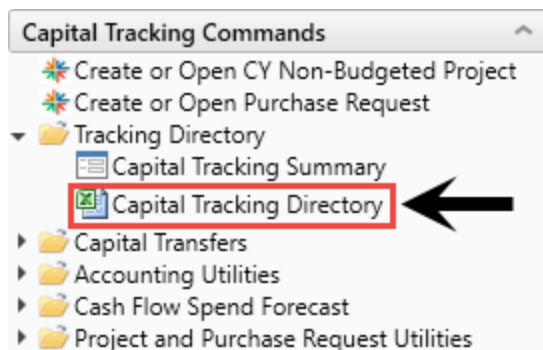 Capital Tracking Commands
Create or Open CY Non-Budgeted Project
Create or Open Purchase Request
Tracking Directory
Capital Tracking Summary
Capital Tracking Directory
Capital Transfers
Accounting Utilities
Cash Flow Spend Forecast
Project and Purchase Request Utilities